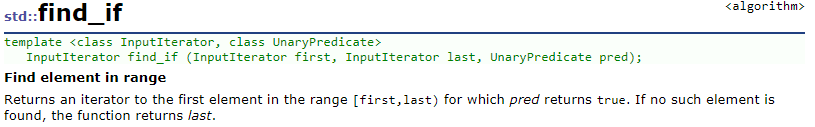 std::find_if <algorithm>
template <class InputIterator, class UnaryPredicate>
InputIterator find_if (InputIterator first, InputIterator last, UnaryPredicate pred);
Find element in range
Returns an iterator to the first element in the range [first,last) for which pred returns true. If no such element is
found, the function returns last.